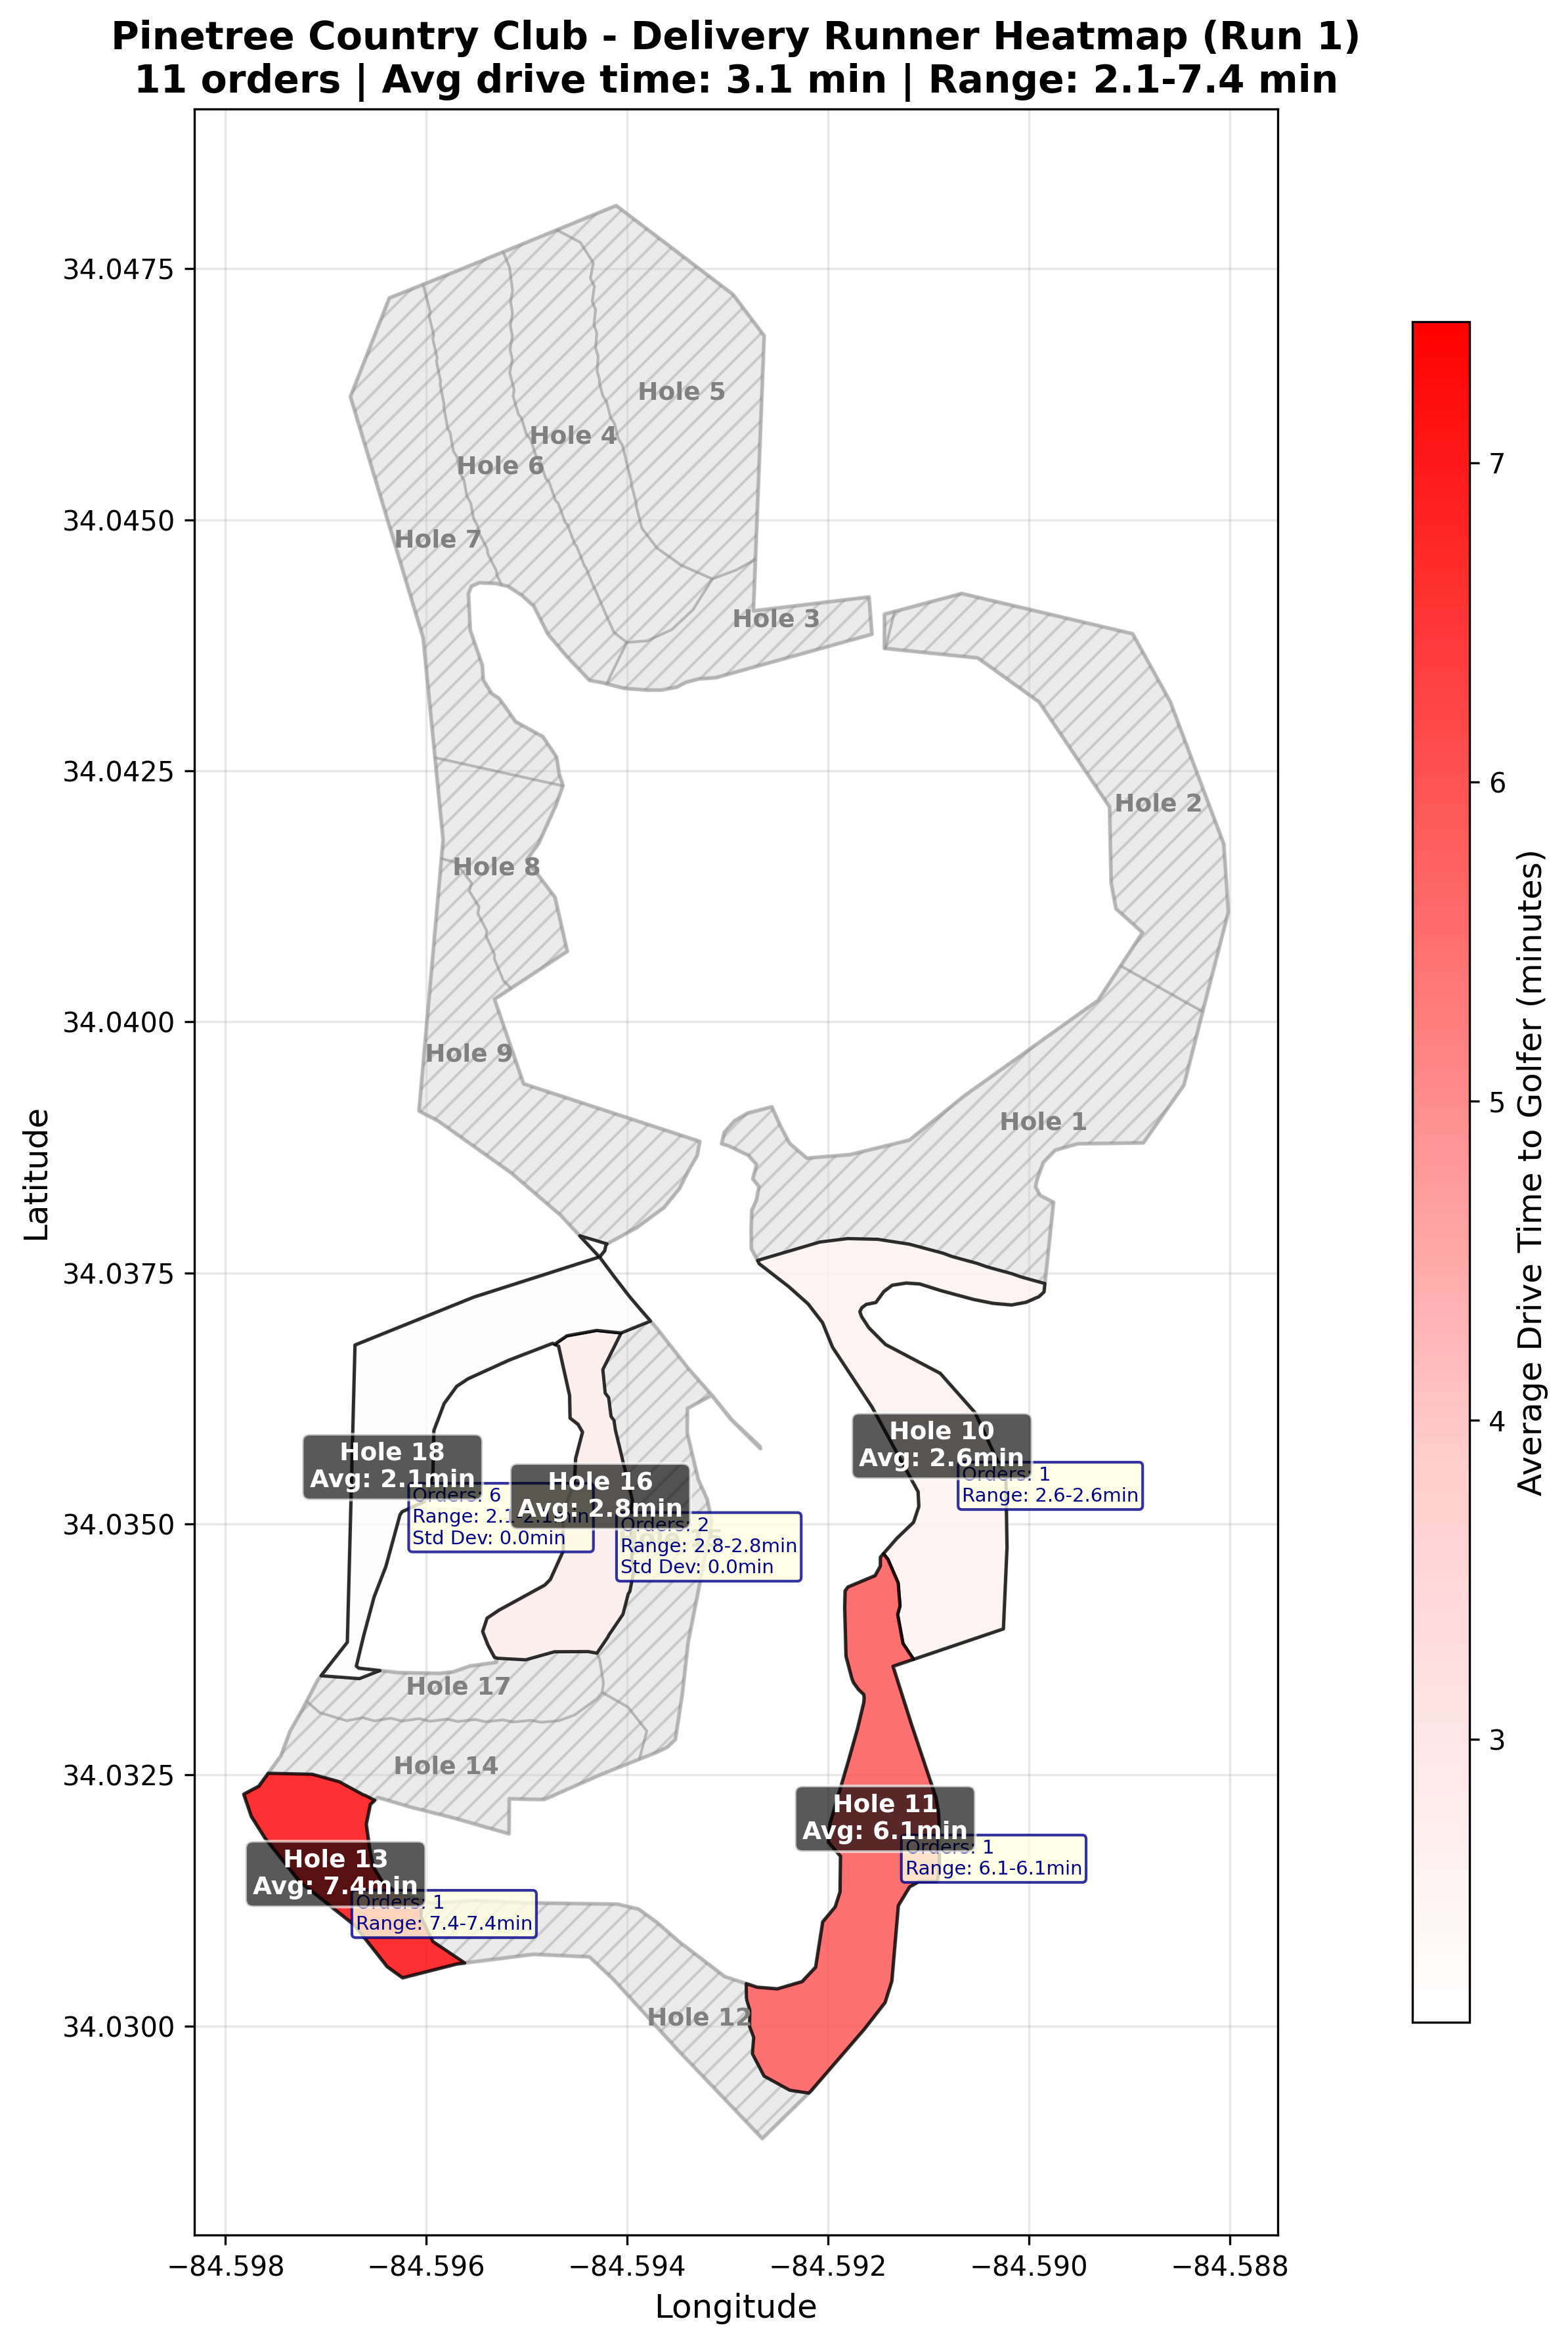 Pinetree Country Club - Delivery Runner Heatmap (Run 1)
11 orders | Avg drive time: 3.1 min | Range: 2.1-7.4 min
34.0475
34.0450
34.0425
34.0400
34.0375
34.0350
34.0325
34.0300
Latitude
Hole 5
Hole 4
Hole 6
Hole 7
Hole 3
Hole 2
Hole 8
Hole 9
Hole 1
Hole 10
Avg: 2.6min
Orders: 1
Range: 2.6-2.6min
Hole 18
Avg: 2.1min
Orders: 6
Range: 2.1-2.1min
Std Dev: 0.0min
Hole 16
Avg: 2.8min
Orders: 2
Range: 2.8-2.8min
Std Dev: 0.0min
Hole 17
Hole 14
Hole 11
Avg: 6.1min
Orders: 1
Range: 6.1-6.1min
Hole 13
Avg: 7.4min
Orders: 1
Range: 7.4-7.4min
Hole 12
−84.598
−84.596
−84.594
−84.592
−84.590
−84.588
Longitude
7
6
5
4
3
Average Drive Time to Golfer (minutes)